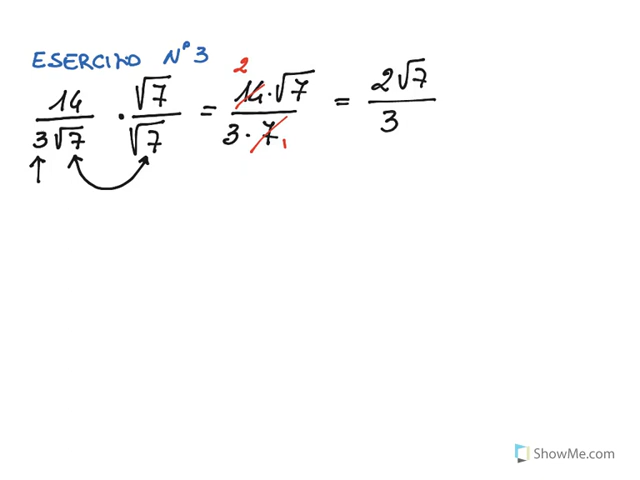 ESERCIZIO N° 3
14/(3√7) · √7/√7 = 14·√7/(3·7) = 2√7/3
2
1
ShowMe.com